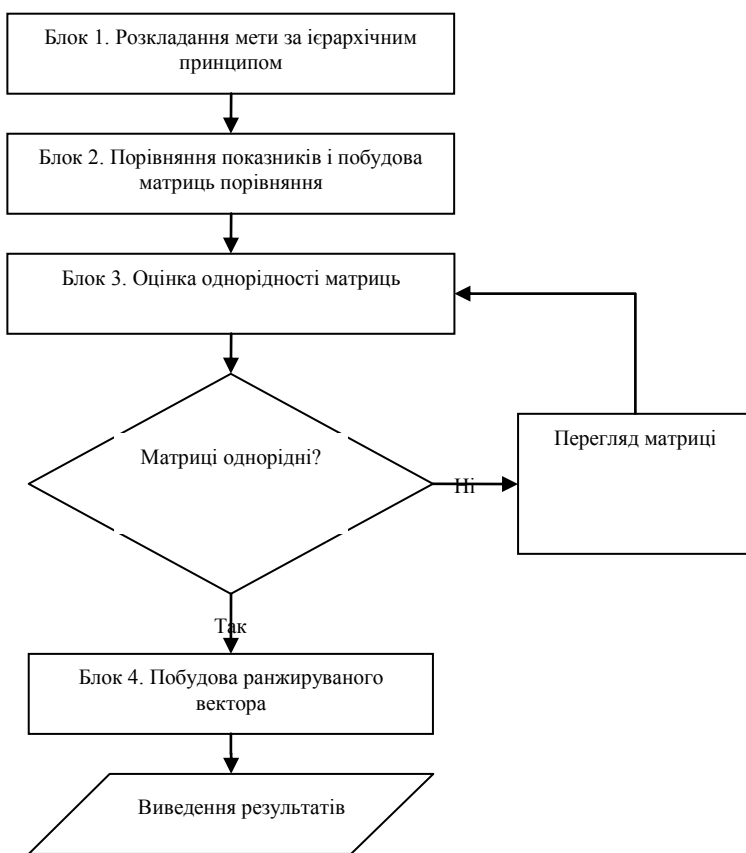 Блок 1. Розкладання мети за ієрархічним
принципом
Блок 2. Порівняння показників і побудова
матриць порівняння
Блок 3. Оцінка однорідності матриць
Матриці однорідні?
Перегляд матриці
Ні
Так
Блок 4. Побудова ранжируваного
вектора
Виведення результатів